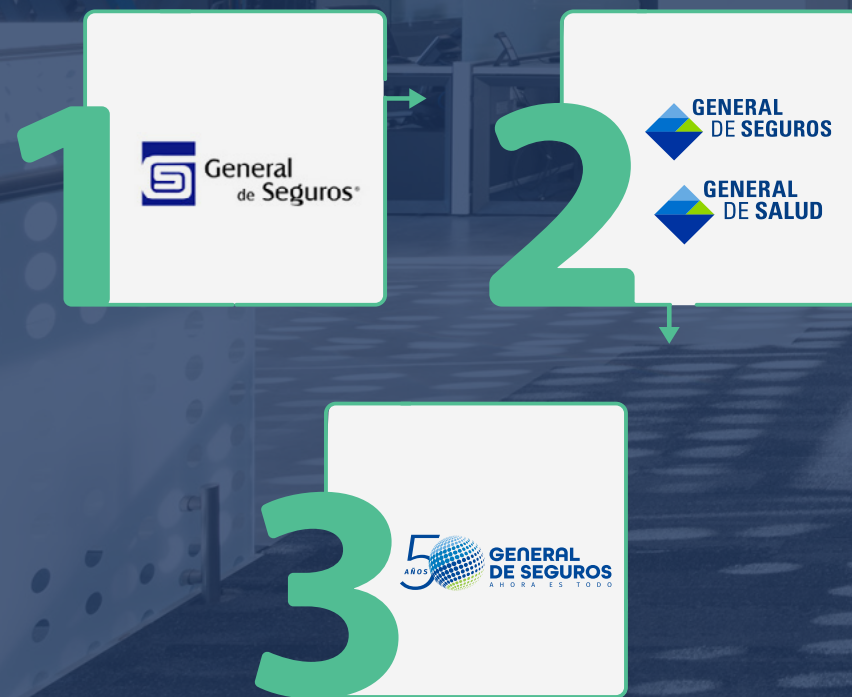 1
General
de Seguros®
2
GENERAL
DE SEGUROS
GENERAL
DE SALUD
3
50
AÑOS
GENERAL
DE SEGUROS
AHORA ES TODO